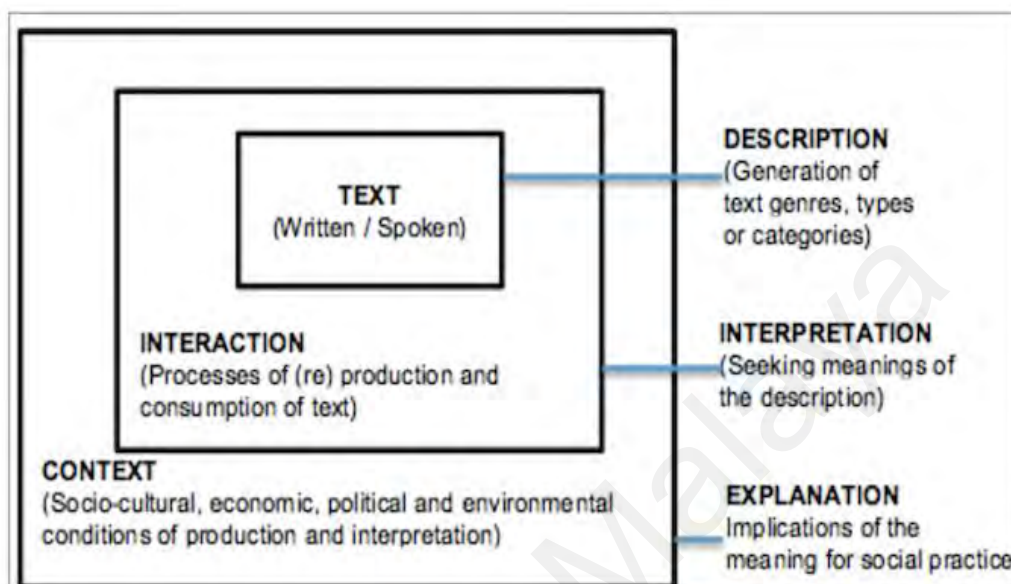 TEXT
(Written / Spoken)
INTERACTION
(Processes of (re) production and
consumption of text)
CONTEXT
(Socio-cultural, economic, political and environmental
conditions of production and interpretation)
DESCRIPTION
(Generation of
text genres, types
or categories)
INTERPRETATION
(Seeking meanings of
the description)
EXPLANATION
Implications of the
meaning for social practice
Malaya